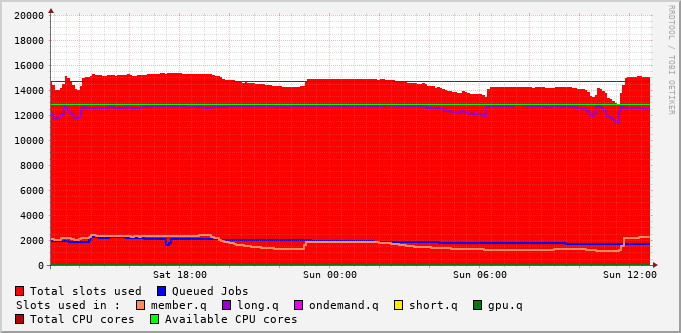 RRDTOOL / TOBI OETIKER
20000
18000
16000
14000
12000
10000
8000
6000
4000
2000
0
Sat 18:00 Sun 00:00 Sun 06:00 Sun 12:00
Total slots used Queued Jobs
Slots used in : member.q long.q ondemand.q short.q gpu.q
Total CPU cores Available CPU cores